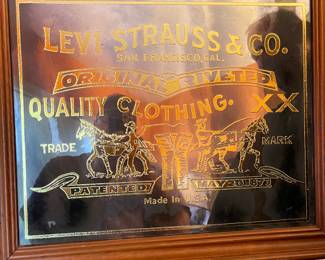 LEVI STRAUSS & CO.
SAN FRANCISCO, CAL.
ORIGINAL RIVETED
QUALITY CLOTHING. XX
TRADE MARK
PATENTED MAY 20 1873
Made in U.S.A.